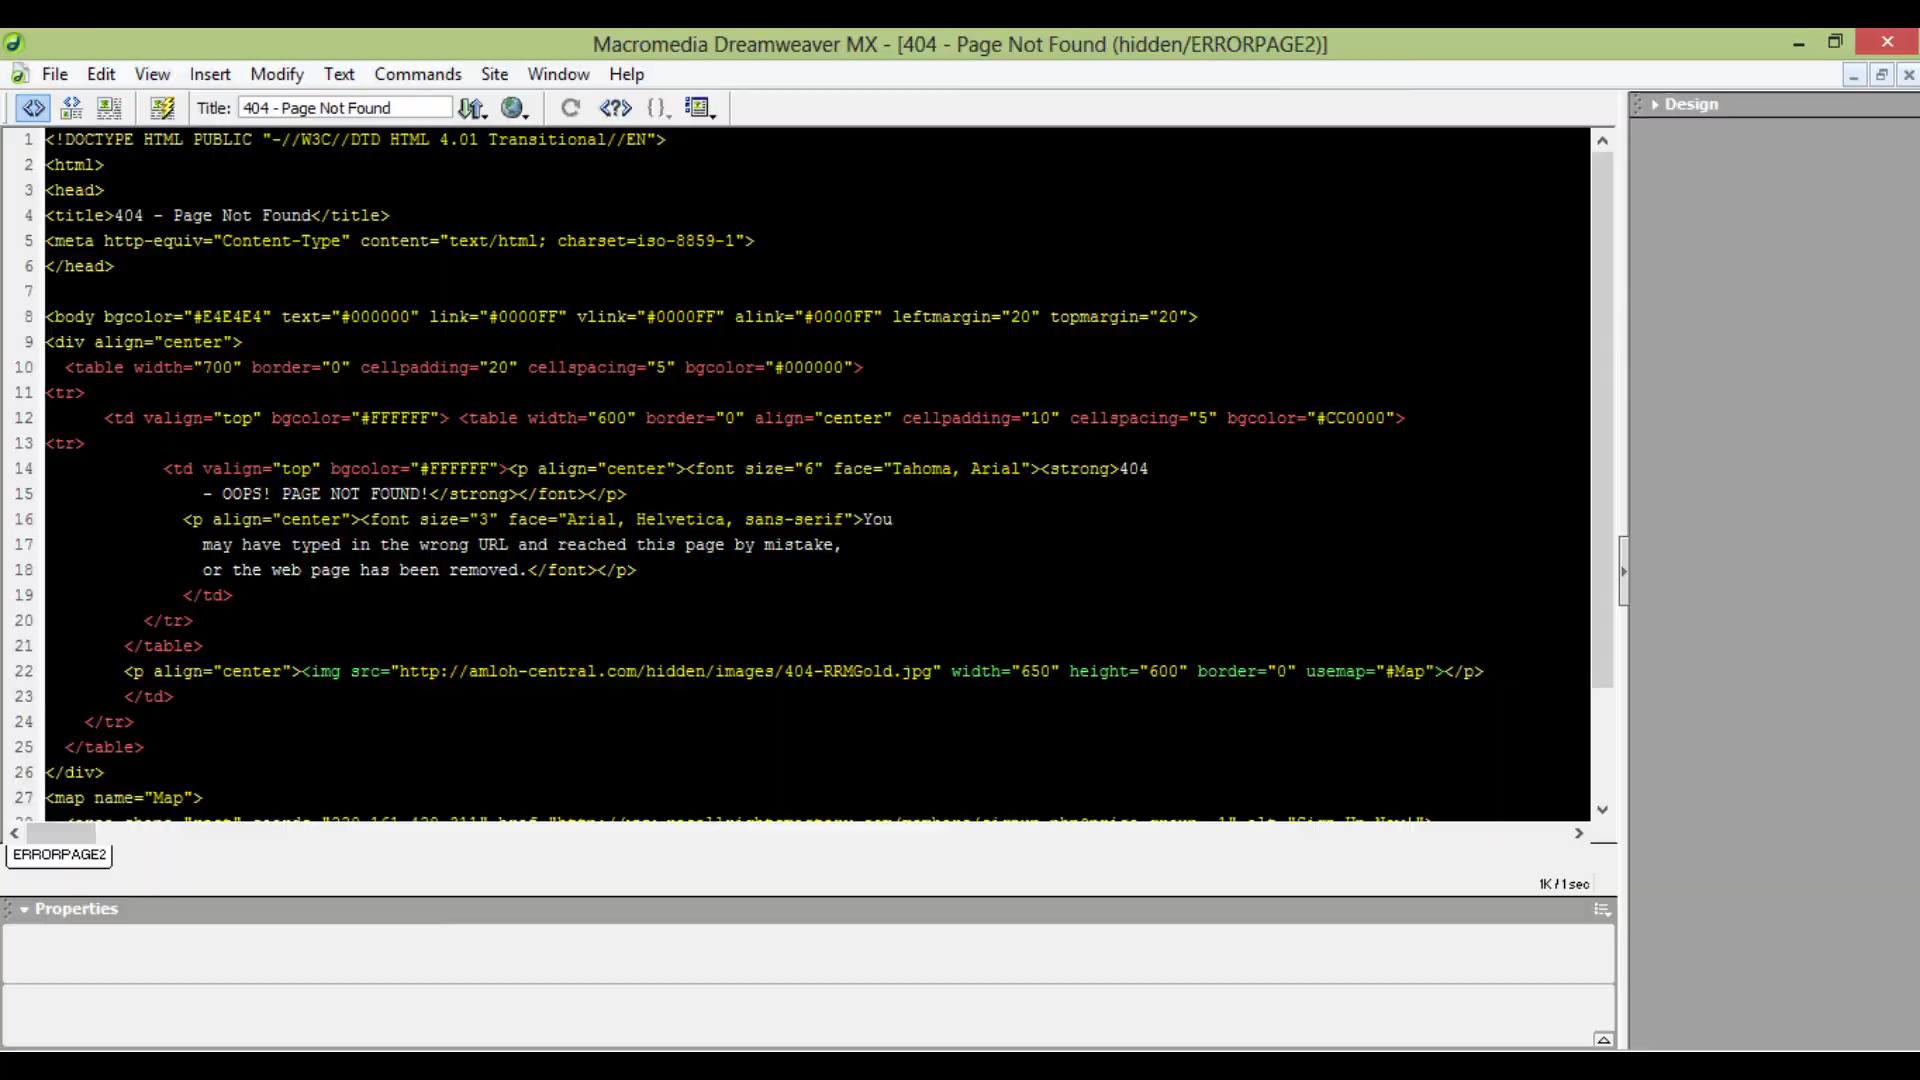 Macromedia Dreamweaver MX - [404 - Page Not Found (hidden/ERRORPAGE2)]
File Edit View Insert Modify Text Commands Site Window Help
Title: 404 - Page Not Found
Design
1 <!DOCTYPE HTML PUBLIC "-//W3C//DTD HTML 4.01 Transitional//EN">
2 <html>
3 <head>
4 <title>404 - Page Not Found</title>
5 <meta http-equiv="Content-Type" content="text/html; charset=iso-8859-1">
6 </head>
7
8 <body bgcolor="#E4E4E4" text="#000000" link="#0000FF" vlink="#0000FF" alink="#0000FF" leftmargin="20" topmargin="20">
9 <div align="center">
10 <table width="700" border="0" cellpadding="20" cellspacing="5" bgcolor="#000000">
11 <tr>
12 <td valign="top" bgcolor="#FFFFFF"> <table width="600" border="0" align="center" cellpadding="10" cellspacing="5" bgcolor="#CC0000">
13 <tr>
14 <td valign="top" bgcolor="#FFFFFF"><p align="center"><font size="6" face="Tahoma, Arial"><strong>404
15 - OOPS! PAGE NOT FOUND!</strong></font></p>
16 <p align="center"><font size="3" face="Arial, Helvetica, sans-serif">You
17 may have typed in the wrong URL and reached this page by mistake,
18 or the web page has been removed.</font></p>
19 </td>
20 </tr>
21 </table>
22 <p align="center"><img src="http://amloh-central.com/hidden/images/404-RRMGold.jpg" width="650" height="600" border="0" usemap="#Map"></p>
23 </td>
24 </tr>
25 </table>
26 </div>
27 <map name="Map">
ERRORPAGE2
1K / 1 sec
Properties